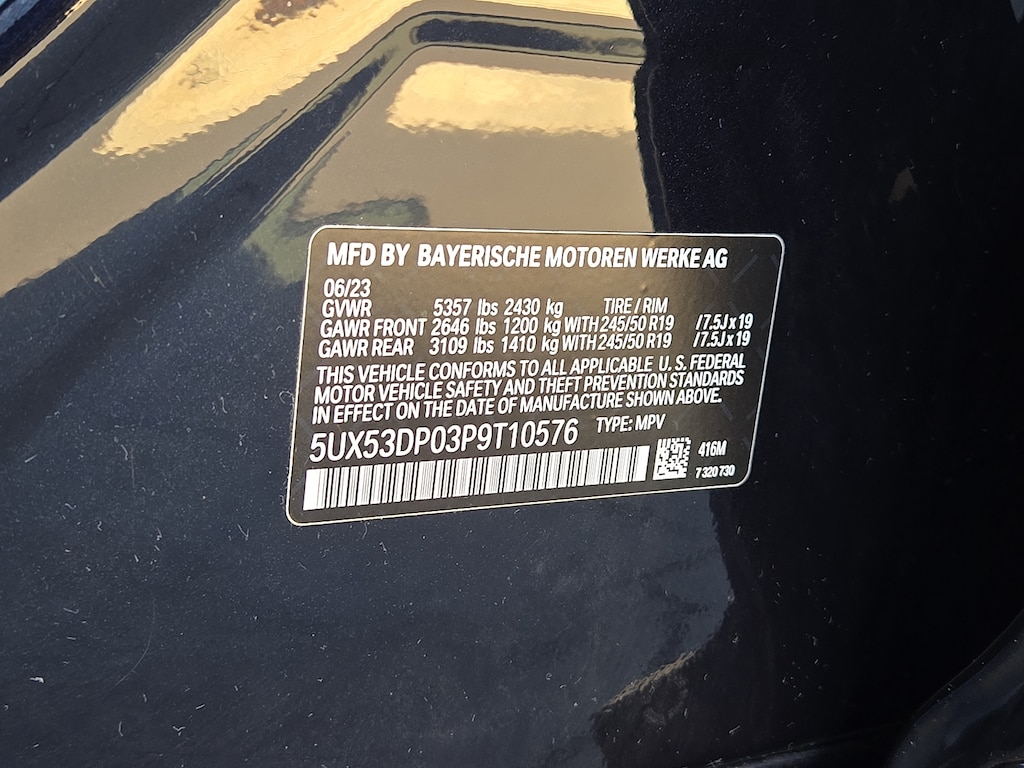 MFD BY BAYERISCHE MOTOREN WERKE AG
06/23
GVWR 5357 lbs 2430 kg TIRE / RIM
GAWR FRONT 2646 lbs 1200 kg WITH 245/50 R19 /7.5J x 19
GAWR REAR 3109 lbs 1410 kg WITH 245/50 R19 /7.5J x 19
THIS VEHICLE CONFORMS TO ALL APPLICABLE U.S. FEDERAL
MOTOR VEHICLE SAFETY AND THEFT PREVENTION STANDARDS
IN EFFECT ON THE DATE OF MANUFACTURE SHOWN ABOVE.
5UX53DP03P9T10576 TYPE: MPV
416M
7 320 730